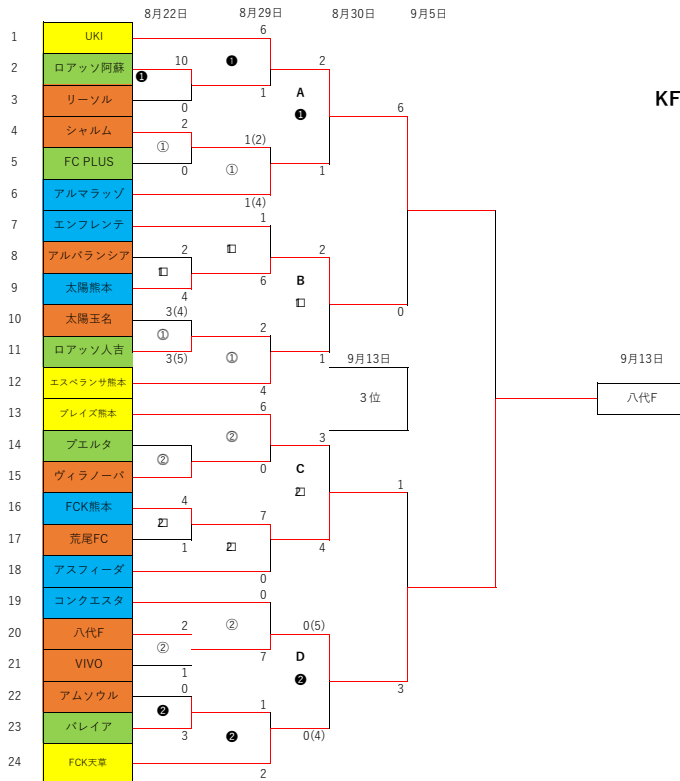 8月22日 8月29日 8月30日 9月5日
KF
1 UKI 6
2 ロアッソ阿蘇 10 ❶ 2
❶
3 リーソル 0 1 A 6
❶
4 シャルム 2
① 1(2)
5 FC PLUS 0 ① 1
6 アルマラッゾ 1(4)
7 エンフレンテ 1
8 アルバランシア 2 1 2
1
9 太陽熊本 4 6 B
1
10 太陽玉名 3(4) 0
① 2
11 ロアッソ人吉 3(5) ① 1 9月13日 9月13日
12 エスペランサ熊本 4 3位 八代F
13 ブレイズ熊本 6
14 プエルタ ② 3
②
15 ヴィラノーバ 0 C
2
16 FCK熊本 4 1
2 7
17 荒尾FC 1 2 4
18 アスフィーダ 0
19 コンクエスタ 0
20 八代F 2 ② 0(5)
②
21 VIVO 1 7 D
❷
22 アムソウル 0 3
❷ 1
23 バレイア 3 ❷ 0(4)
24 FCK天草 2